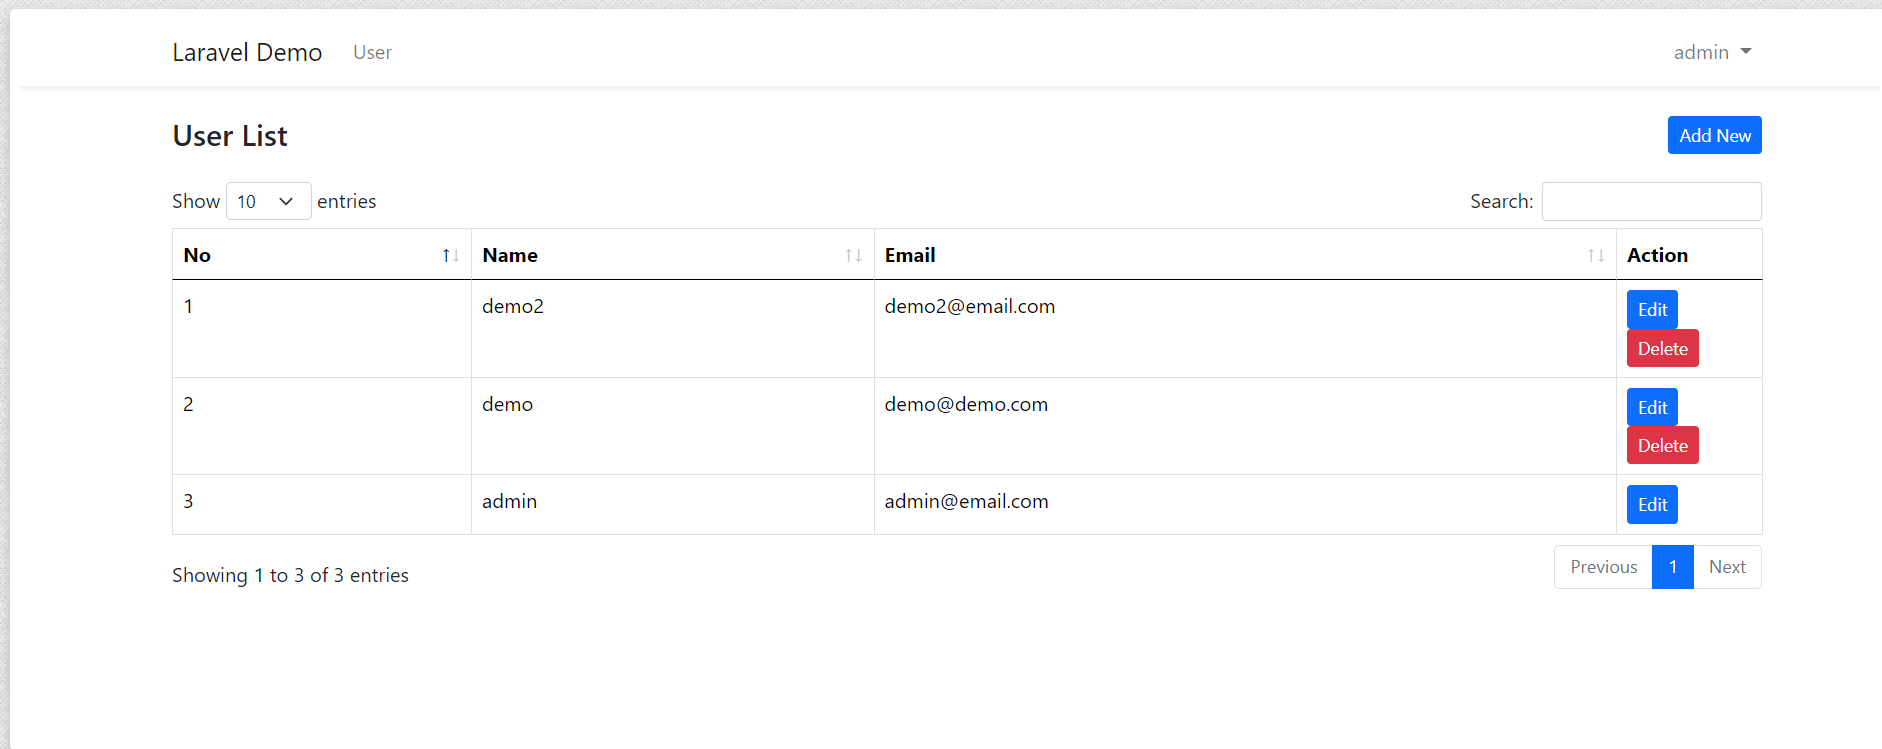 Laravel Demo User admin
User List Add New
Show 10 entries Search:
No Name Email Action
1 demo2 demo2@email.com Edit
Delete
2 demo demo@demo.com Edit
Delete
3 admin admin@email.com Edit
Showing 1 to 3 of 3 entries Previous 1 Next